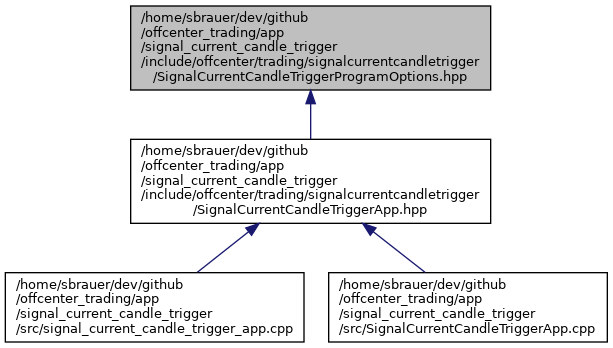 /home/sbrauer/dev/github
/offcenter_trading/app
/signal_current_candle_trigger
/include/offcenter/trading/signalcurrentcandletrigger
/SignalCurrentCandleTriggerProgramOptions.hpp
/home/sbrauer/dev/github
/offcenter_trading/app
/signal_current_candle_trigger
/include/offcenter/trading/signalcurrentcandletrigger
/SignalCurrentCandleTriggerApp.hpp
/home/sbrauer/dev/github
/offcenter_trading/app
/signal_current_candle_trigger
/src/signal_current_candle_trigger_app.cpp
/home/sbrauer/dev/github
/offcenter_trading/app
/signal_current_candle_trigger
/src/SignalCurrentCandleTriggerApp.cpp